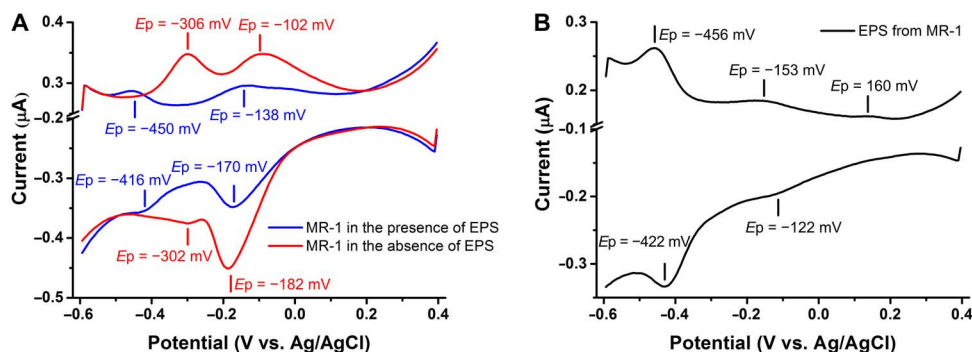 A
Ep = −306 mV
Ep = −102 mV
0.4
0.3
−0.2
−0.3
−0.4
−0.5
Current (μA)
Ep = −450 mV
Ep = −138 mV
Ep = −170 mV
Ep = −416 mV
MR-1 in the presence of EPS
MR-1 in the absence of EPS
Ep = −302 mV
Ep = −182 mV
−0.6 −0.4 −0.2 0.0 0.2 0.4
Potential (V vs. Ag/AgCl)
B
EPS from MR-1
Ep = −456 mV
Ep = −153 mV
Ep = 160 mV
0.3
0.2
−0.1
−0.2
−0.3
Current (μA)
Ep = −422 mV
Ep = −122 mV
−0.6 −0.4 −0.2 0.0 0.2 0.4
Potential (V vs. Ag/AgCl)